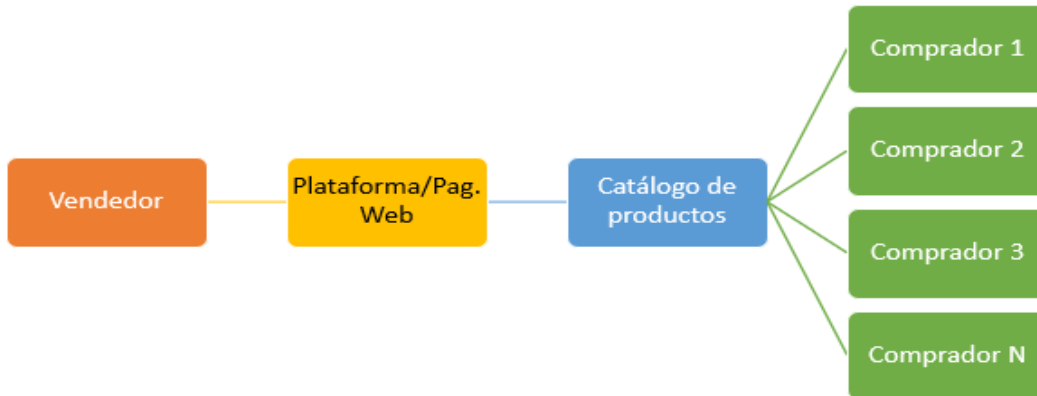 Vendedor
Plataforma/Pag.
Web
Catálogo de
productos
Comprador 1
Comprador 2
Comprador 3
Comprador N